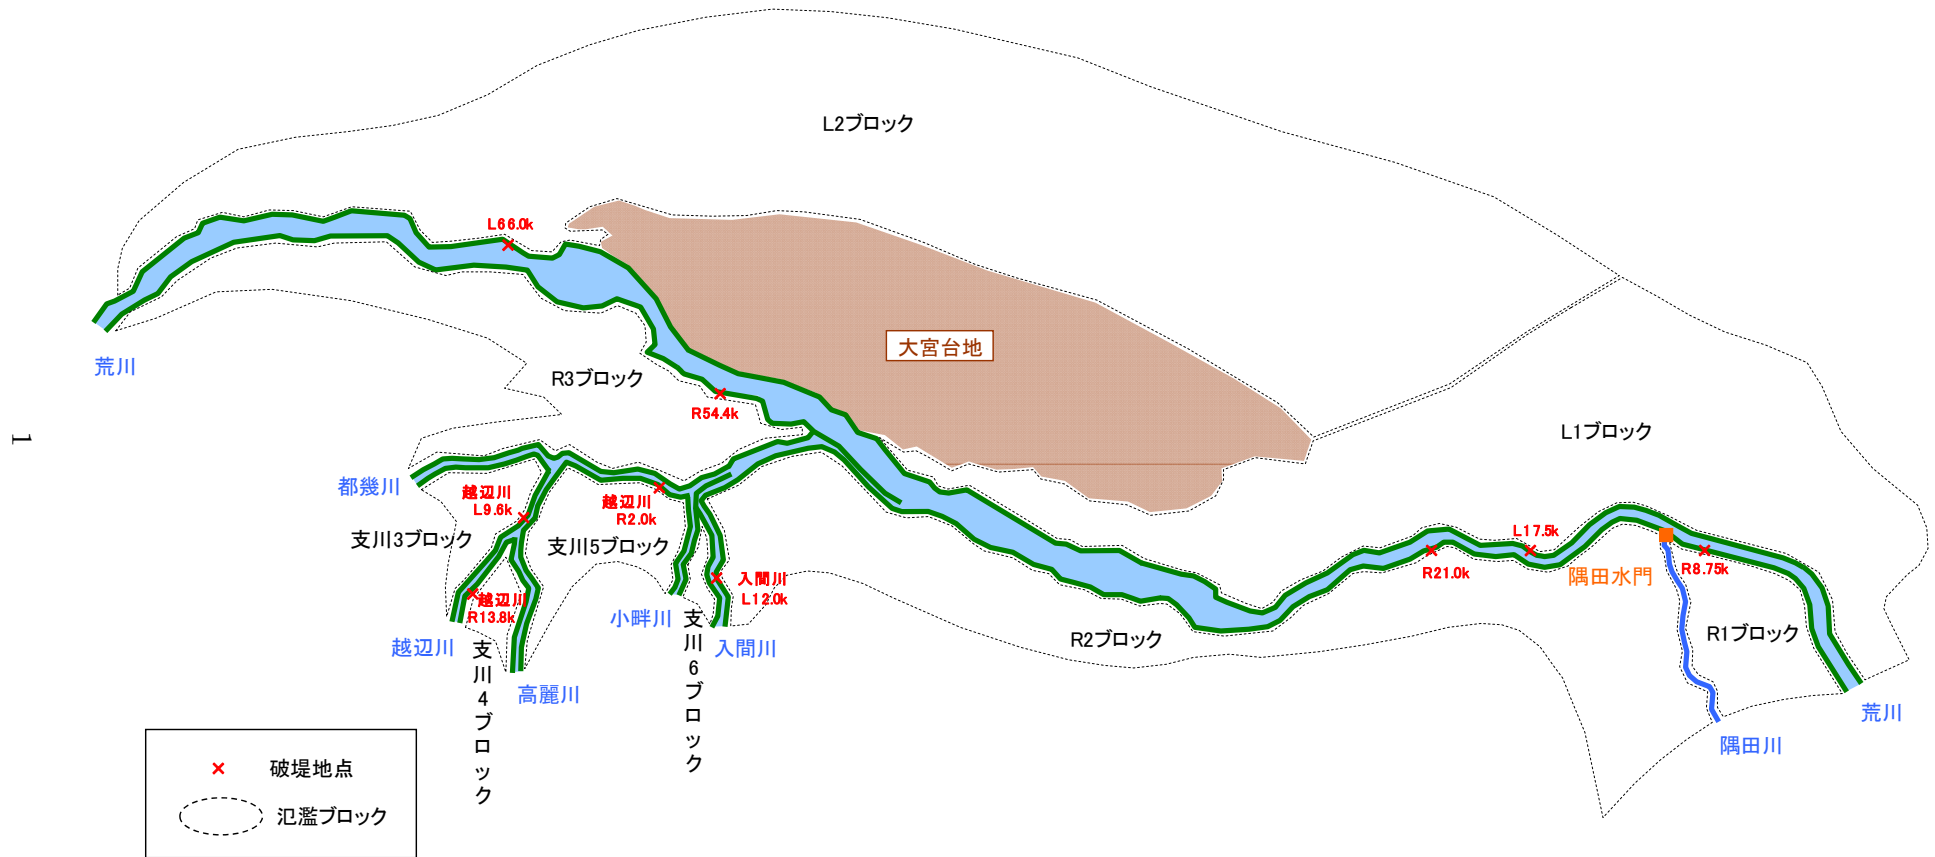 L2ブロック
L66.0k
荒川
大宮台地
R3ブロック
R54.4k
L1ブロック
都幾川
越辺川
L9.6k
越辺川
R2.0k
支川3ブロック
支川5ブロック
L17.5k
R21.0k
隅田水門
R8.75k
入間川
L12.0k
越辺川
R13.8k
小畔川
支川6ブロック
入間川
R2ブロック
R1ブロック
越辺川
支川4ブロック
高麗川
荒川
隅田川
破堤地点
氾濫ブロック
1